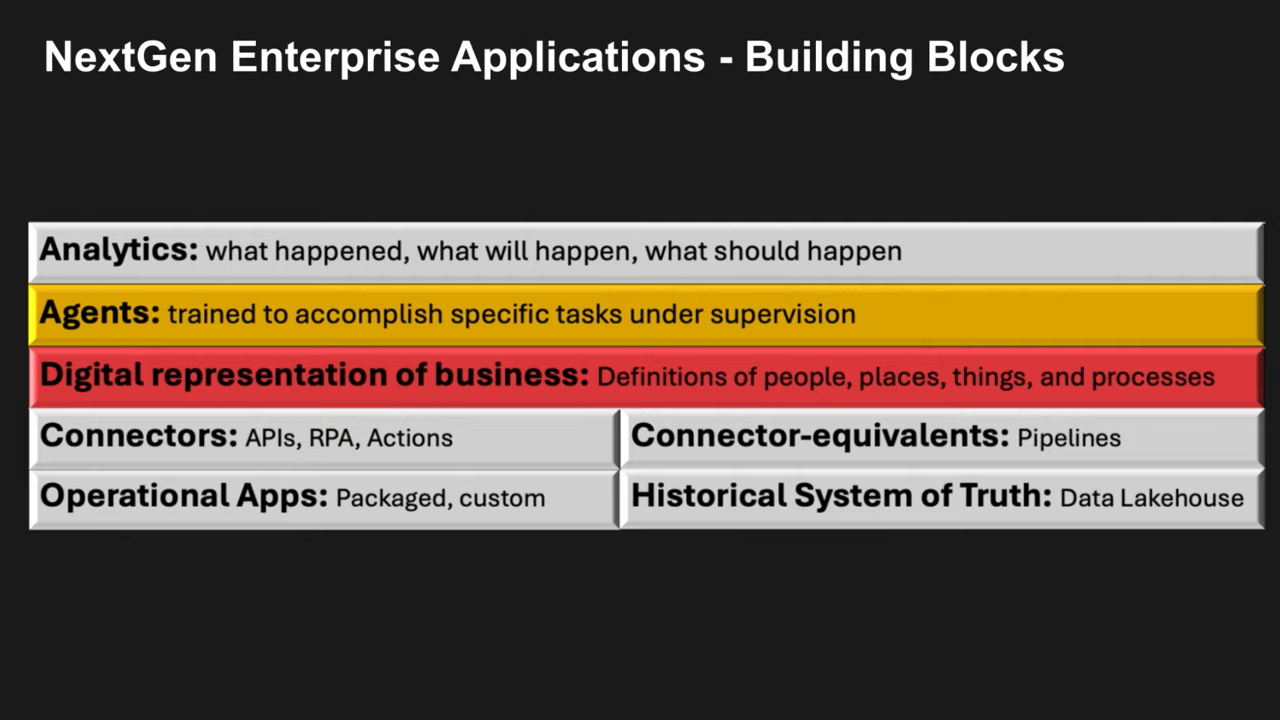 NextGen Enterprise Applications - Building Blocks
Analytics: what happened, what will happen, what should happen
Agents: trained to accomplish specific tasks under supervision
Digital representation of business: Definitions of people, places, things, and processes
Connectors: APIs, RPA, Actions
Connector-equivalents: Pipelines
Operational Apps: Packaged, custom
Historical System of Truth: Data Lakehouse